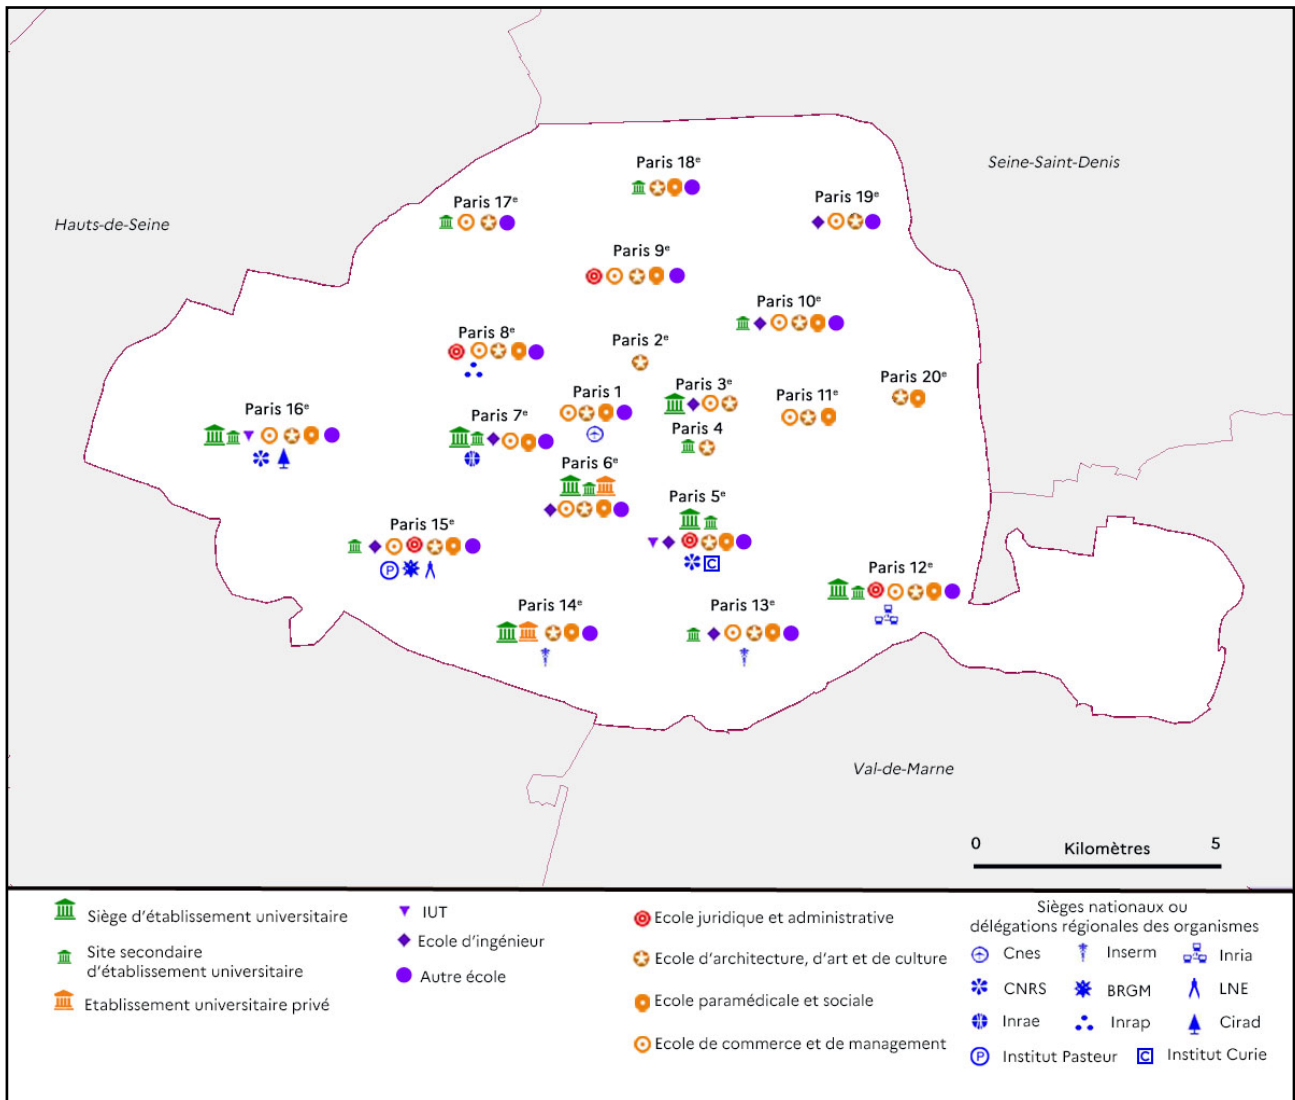 Paris 18ᵉ
Seine-Saint-Denis
Paris 17ᵉ
Paris 19ᵉ
Hauts-de-Seine
Paris 9ᵉ
Paris 10ᵉ
Paris 8ᵉ
Paris 2ᵉ
Paris 20ᵉ
Paris 1
Paris 3ᵉ
Paris 11ᵉ
Paris 16ᵉ
Paris 7ᵉ
Paris 4
Paris 6ᵉ
Paris 5ᵉ
Paris 15ᵉ
P
C
Paris 12ᵉ
Paris 14ᵉ
Paris 13ᵉ
Val-de-Marne
0 Kilomètres 5
Siège d'établissement universitaire
Site secondaire
d'établissement universitaire
Etablissement universitaire privé
IUT
Ecole d'ingénieur
Autre école
Ecole juridique et administrative
Ecole d'architecture, d'art et de culture
Ecole paramédicale et sociale
Ecole de commerce et de management
Sièges nationaux ou
délégations régionales des organismes
Cnes Inserm Inria
CNRS BRGM LNE
Inrae Inrap Cirad
P Institut Pasteur C Institut Curie